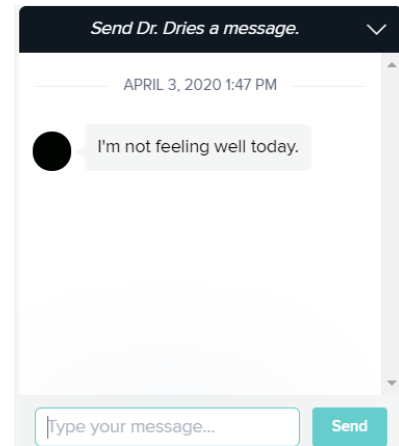 Send Dr. Dries a message.
APRIL 3, 2020 1:47 PM
I'm not feeling well today.
Type your message...
Send